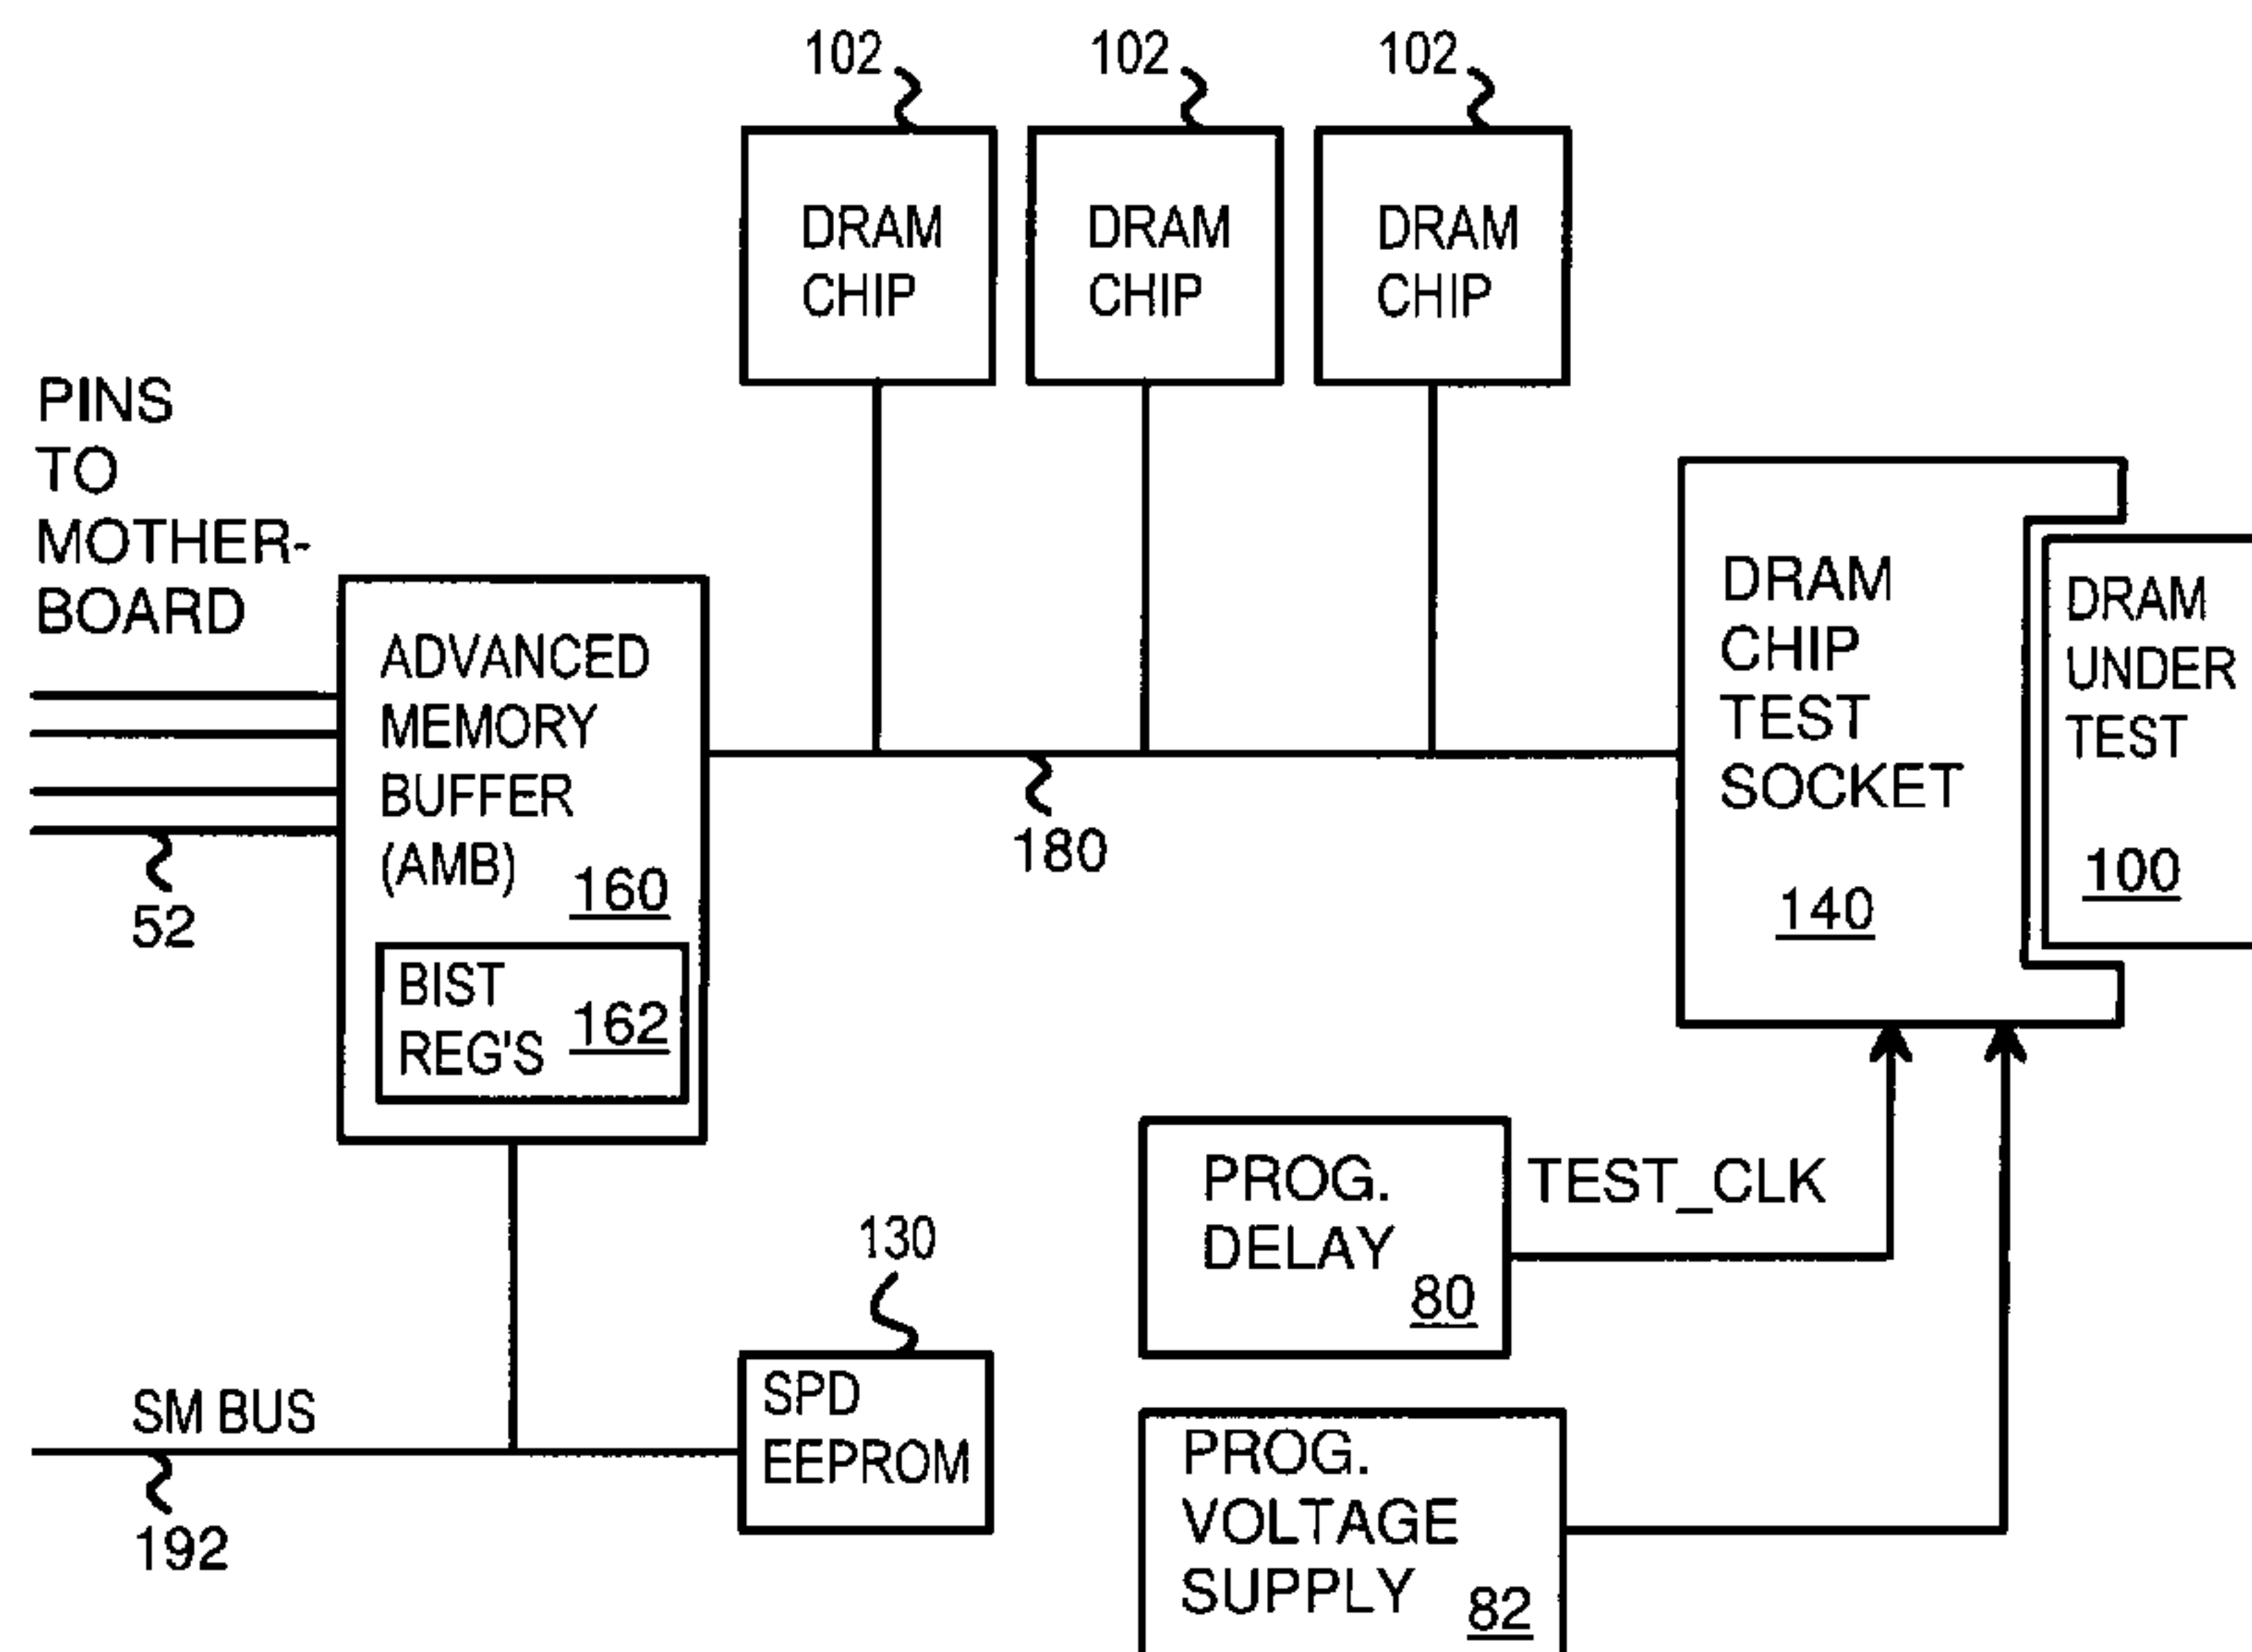 102
102
102
DRAM
CHIP
DRAM
CHIP
DRAM
CHIP
PINS
TO
MOTHER-
BOARD
52
ADVANCED
MEMORY
BUFFER
(AMB)
160
BIST
REG'S
162
180
DRAM
CHIP
TEST
SOCKET
140
DRAM
UNDER
TEST
100
PROG.
DELAY
80
TEST_CLK
130
SPD
EEPROM
SM BUS
192
PROG.
VOLTAGE
SUPPLY
82